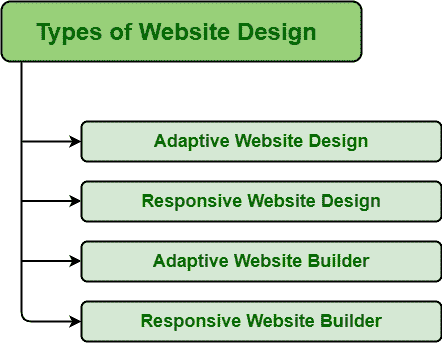 Types of Website Design
Adaptive Website Design
Responsive Website Design
Adaptive Website Builder
Responsive Website Builder